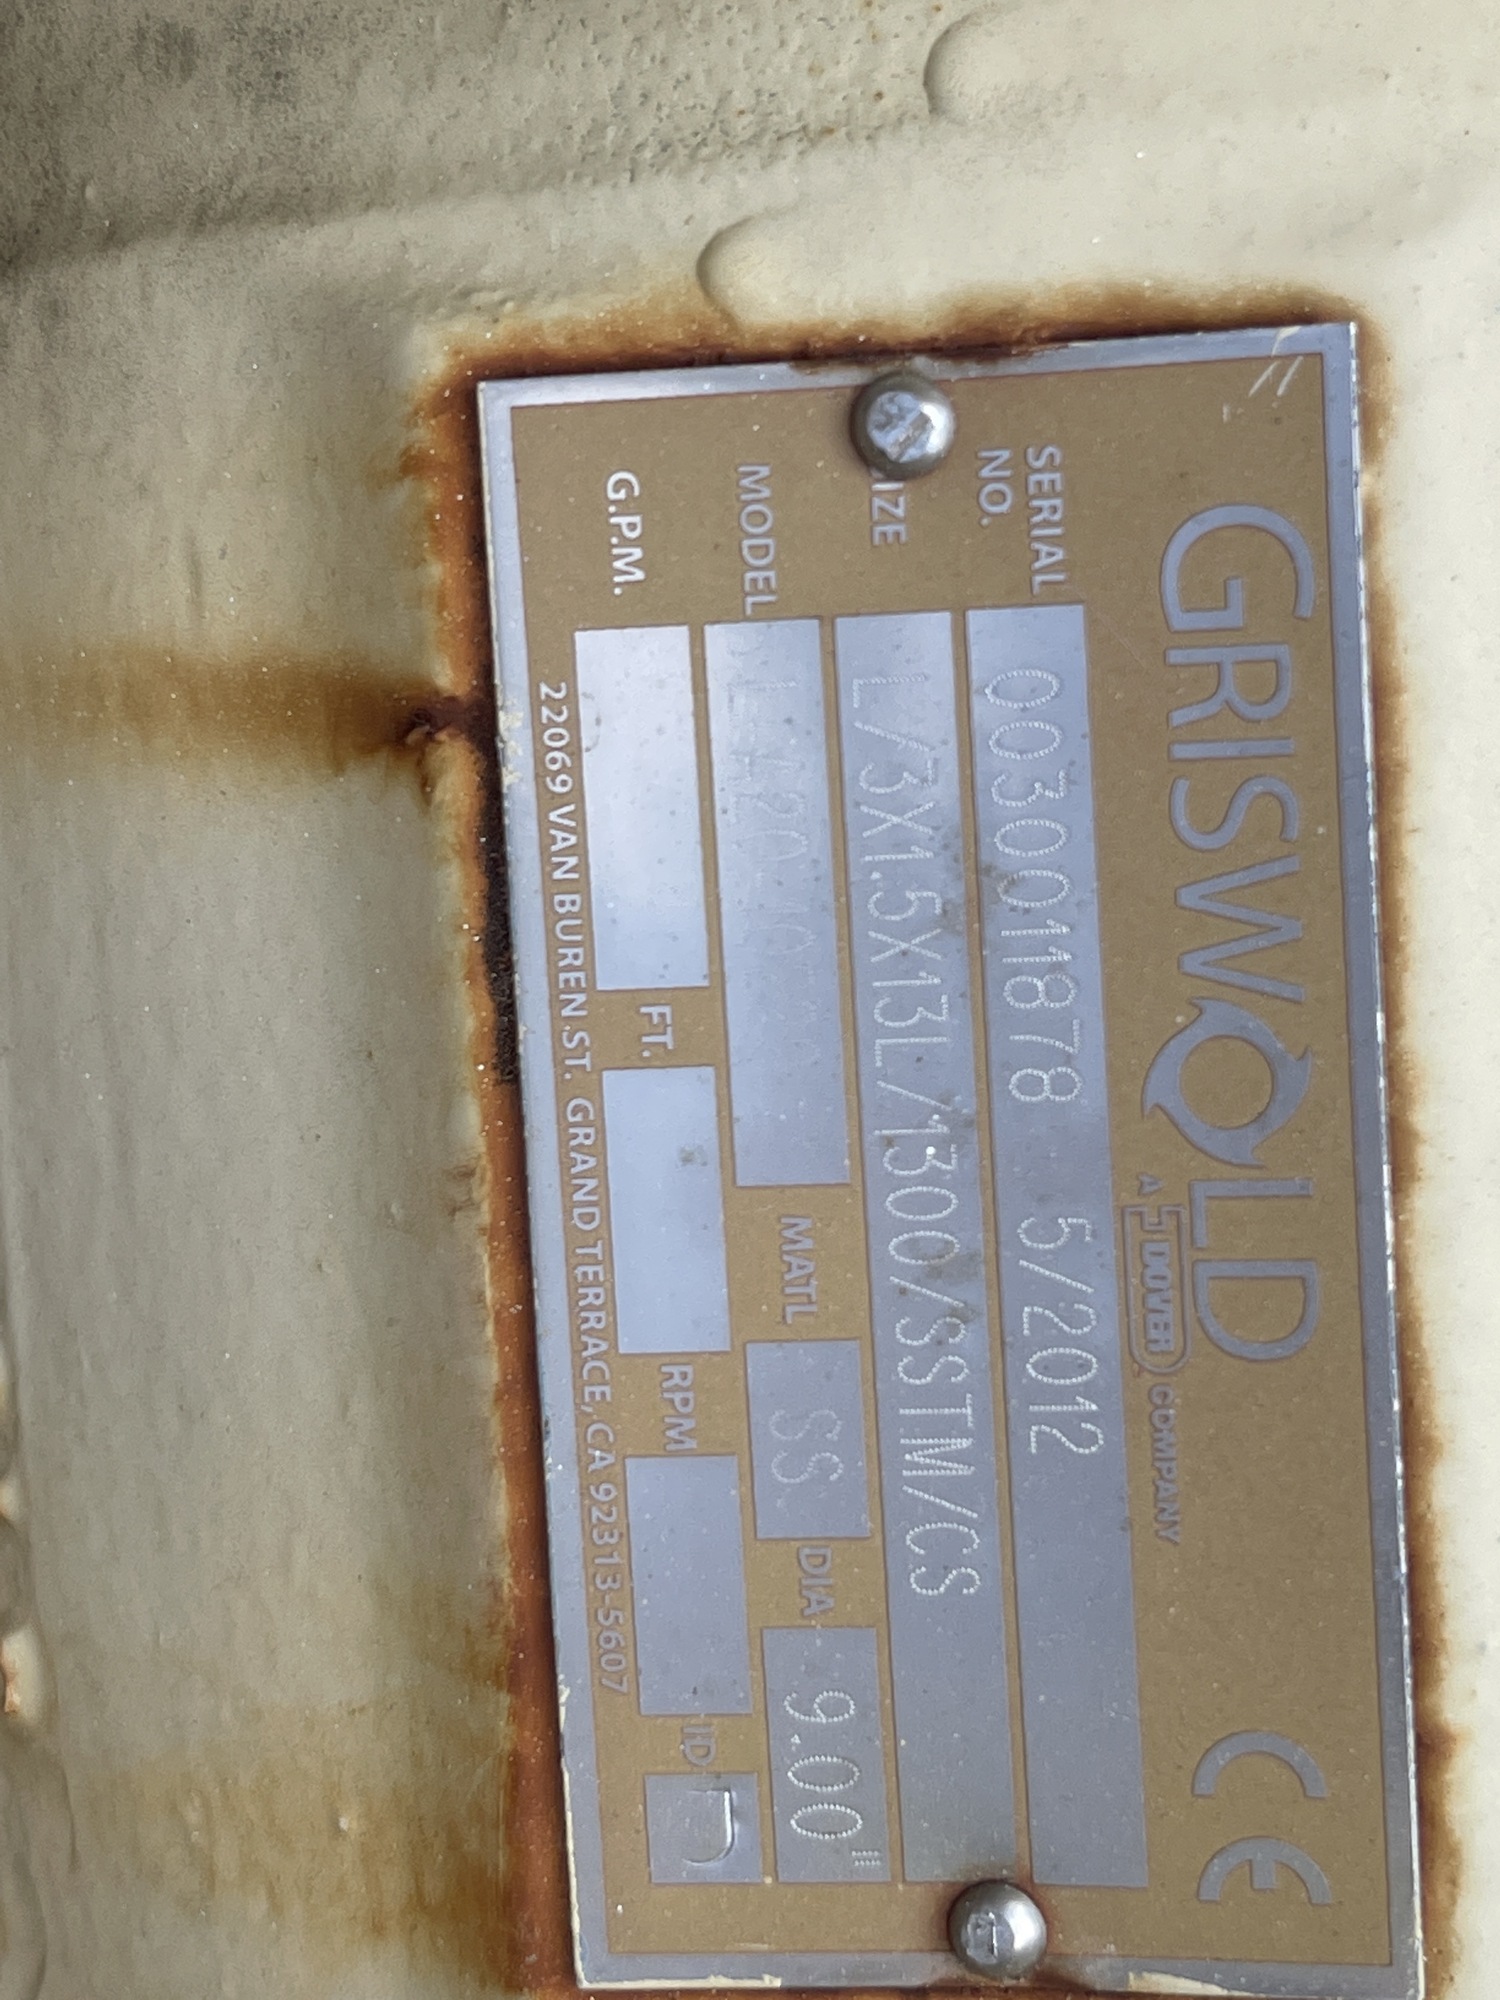 GRISWOLD
CE
A DOVER COMPANY
SERIAL NO. 0030011878 5/2012
SIZE L/3X1.5X13L/1300/SSTM/CS
MODEL MATL SS DIA 9.00"
G.P.M. FT. RPM ID
22069 VAN BUREN ST. GRAND TERRACE, CA 92313-5607